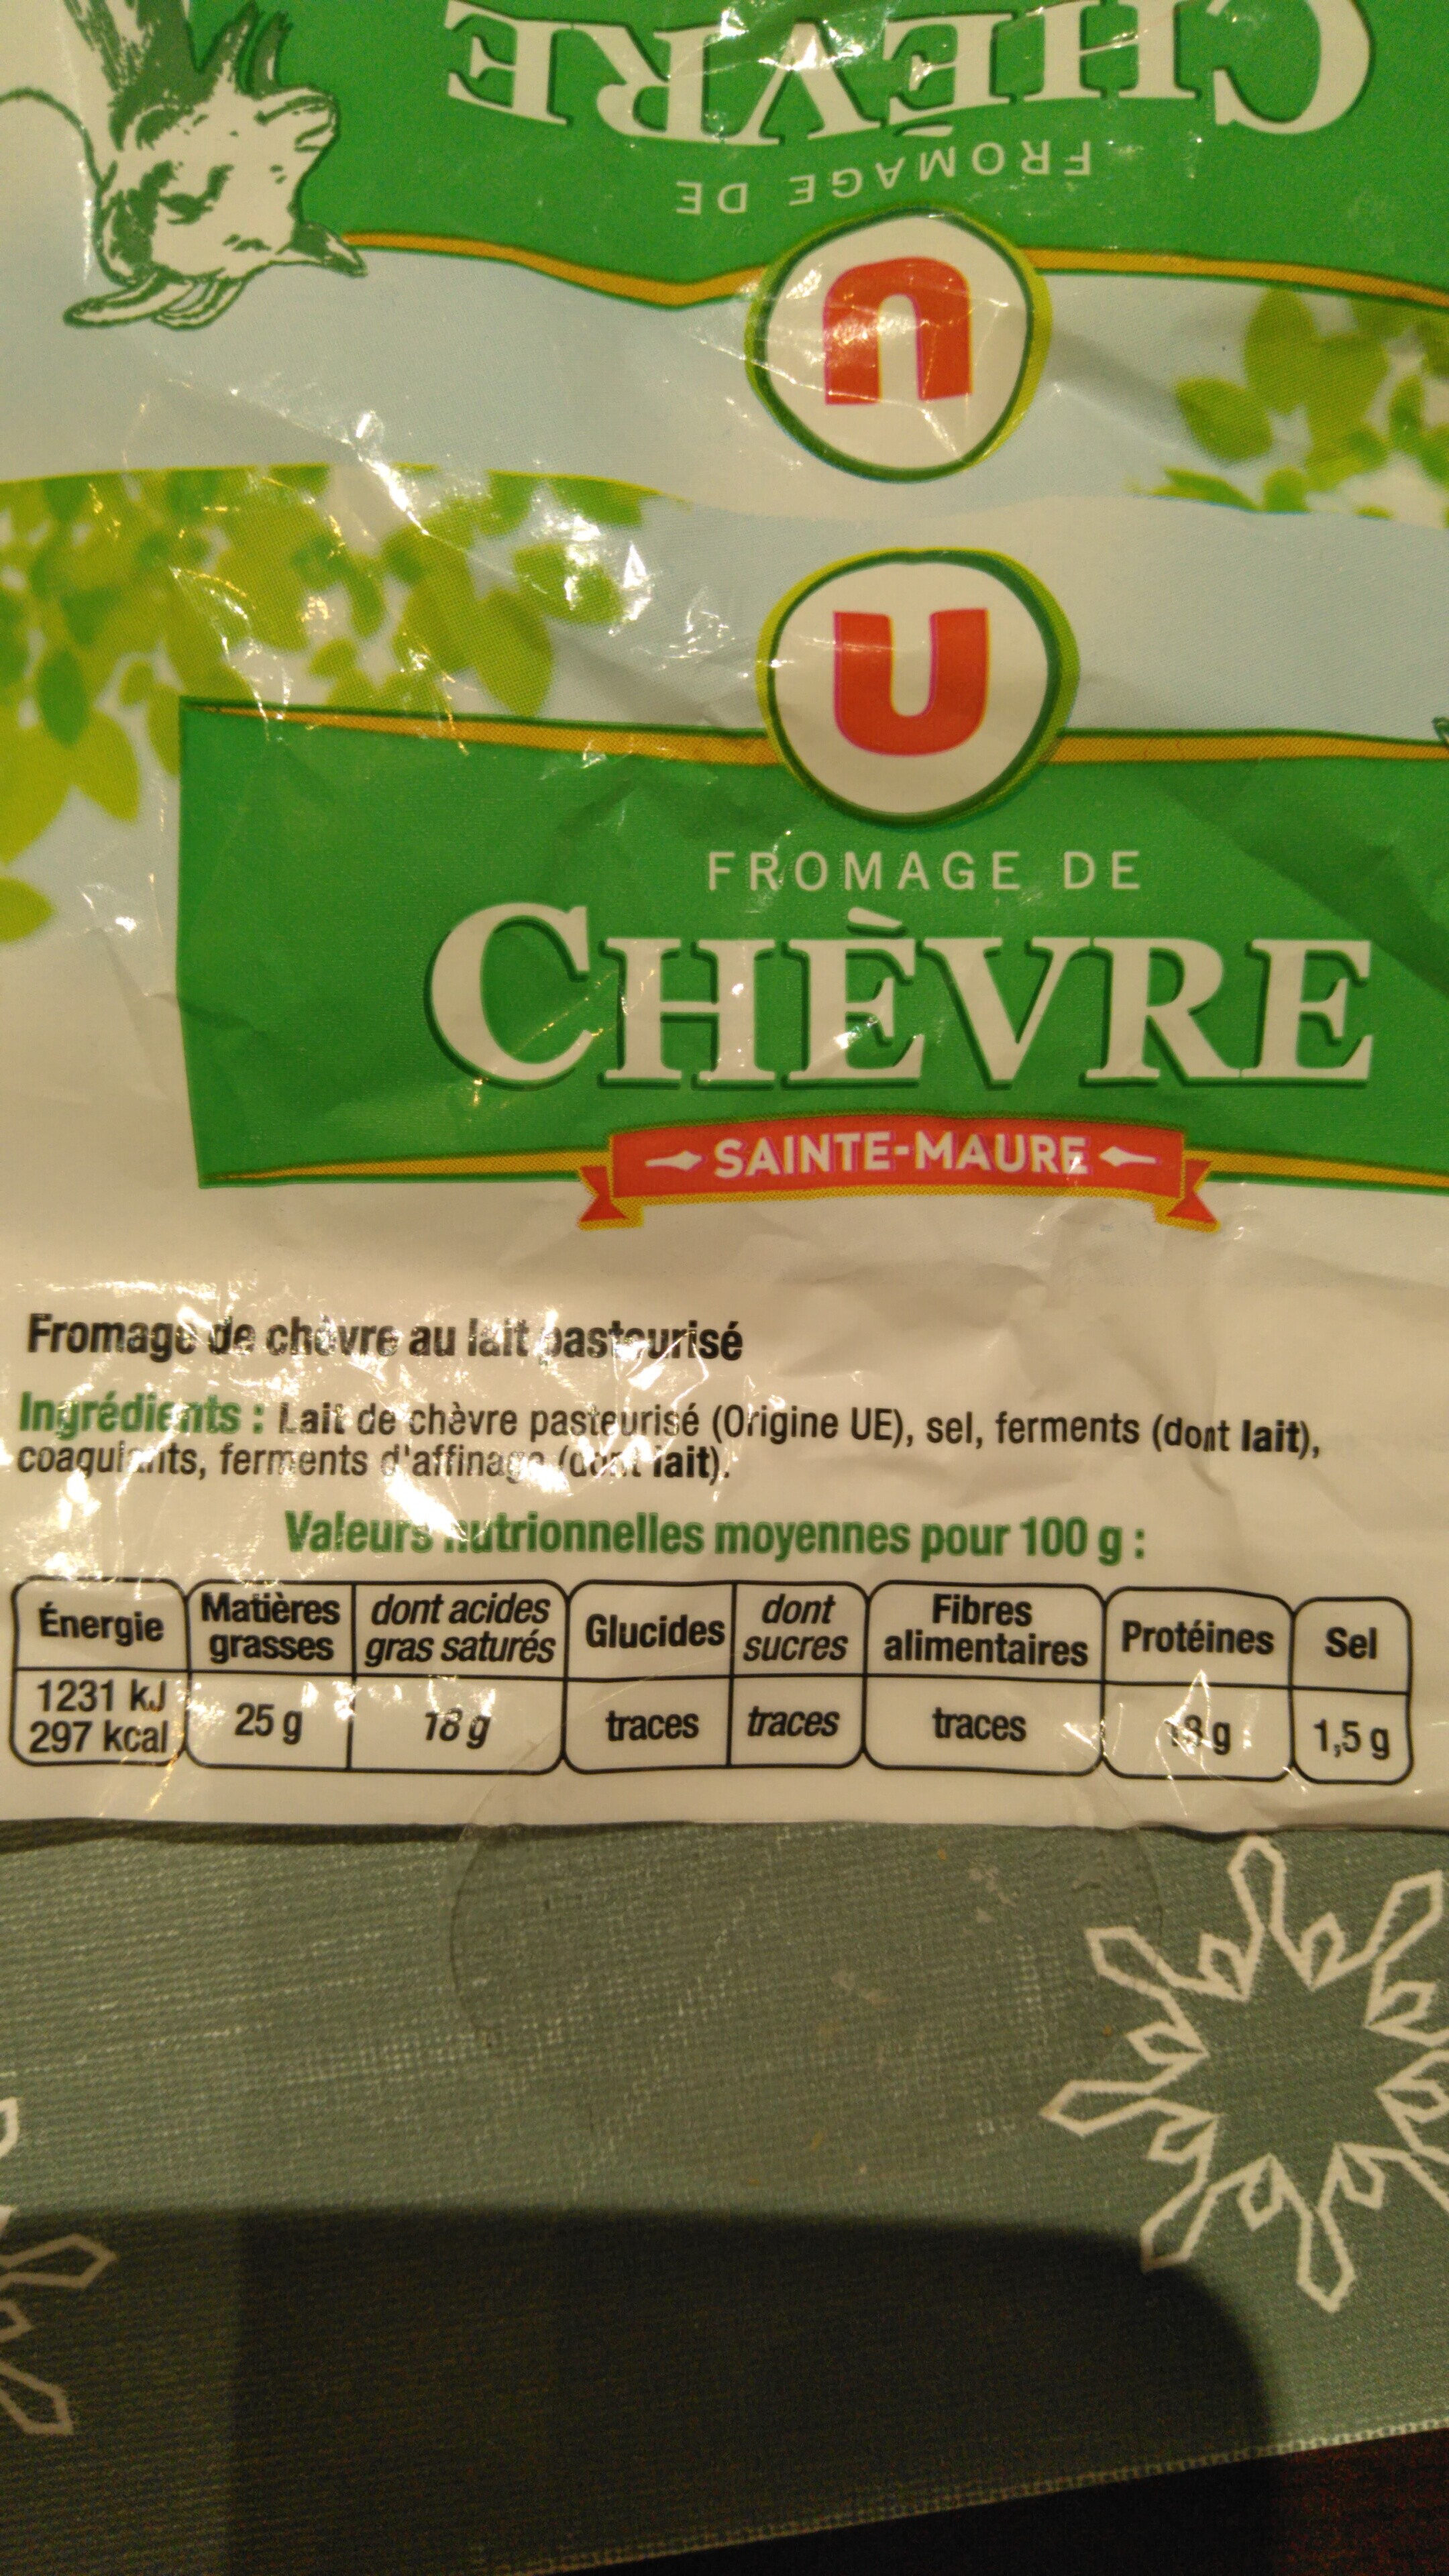 CHÈVRE
FROMAGE DE
U
U
FROMAGE DE
CHÈVRE
SAINTE-MAURE
Fromage de chèvre au lait pasteurisé
Ingrédients : Lait de chèvre pasteurisé (Origine UE), sel, ferments (dont lait),
coagulants, ferments d'affinage (dont lait).
Valeurs nutrionnelles moyennes pour 100 g :
Énergie Matières grasses dont acides gras saturés Glucides dont sucres Fibres alimentaires Protéines Sel
1231 kJ 297 kcal 25 g 18 g traces traces traces 18 g 1,5 g